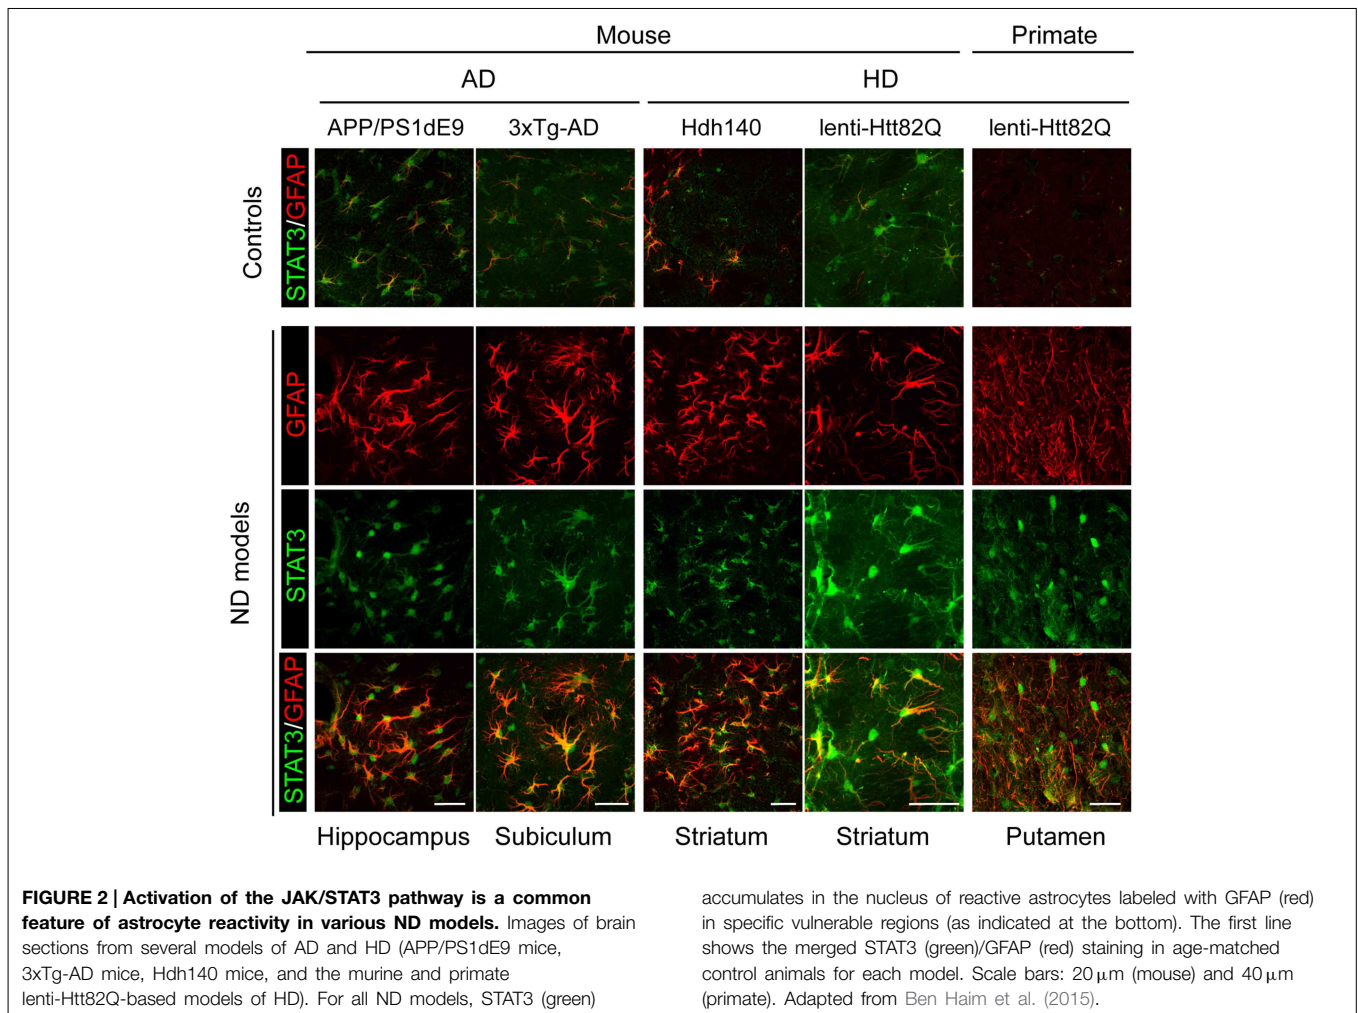 Mouse Primate
AD HD
APP/PS1dE9 3xTg-AD Hdh140 lenti-Htt82Q lenti-Htt82Q
Controls
STAT3/GFAP
ND models
GFAP
STAT3
STAT3/GFAP
Hippocampus Subiculum Striatum Striatum Putamen
FIGURE 2 | Activation of the JAK/STAT3 pathway is a common
feature of astrocyte reactivity in various ND models. Images of brain
sections from several models of AD and HD (APP/PS1dE9 mice,
3xTg-AD mice, Hdh140 mice, and the murine and primate
lenti-Htt82Q-based models of HD). For all ND models, STAT3 (green)
accumulates in the nucleus of reactive astrocytes labeled with GFAP (red)
in specific vulnerable regions (as indicated at the bottom). The first line
shows the merged STAT3 (green)/GFAP (red) staining in age-matched
control animals for each model. Scale bars: 20 μm (mouse) and 40 μm
(primate). Adapted from Ben Haim et al. (2015).